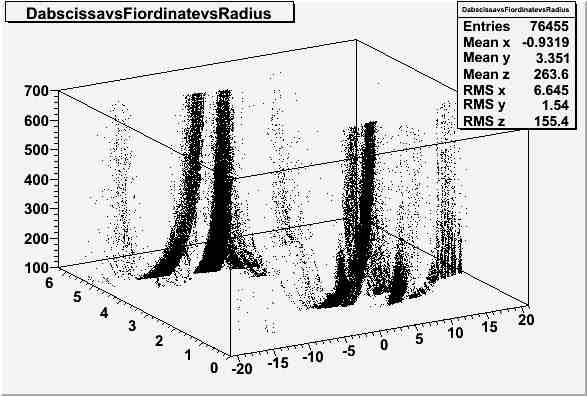 DabscissavsFiordinatevsRadius
DabscissavsFiordinatevsRadius
Entries 76455
Mean x -0.9319
Mean y 3.351
Mean z 263.6
RMS x 6.645
RMS y 1.54
RMS z 155.4
700
600
500
400
300
200
100
6
5
4
3
2
1
0
-20
-15
-10
-5
0
5
10
15
20